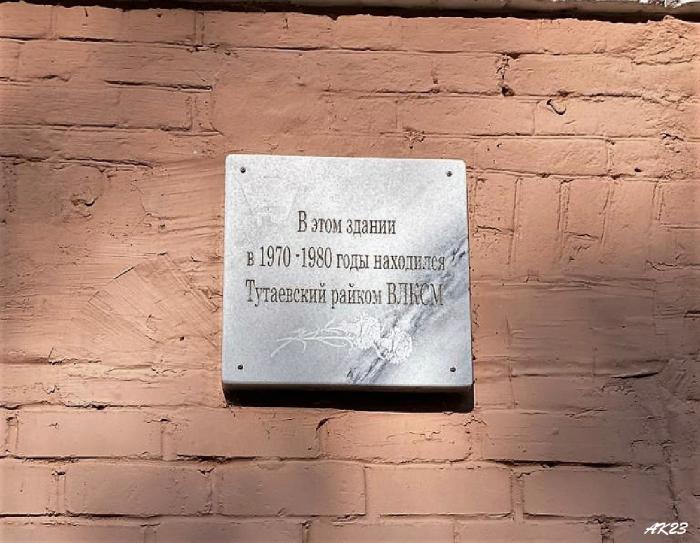 В этом здании
в 1970 -1980 годы находился
Тутаевский райком ВЛКСМ
AK23